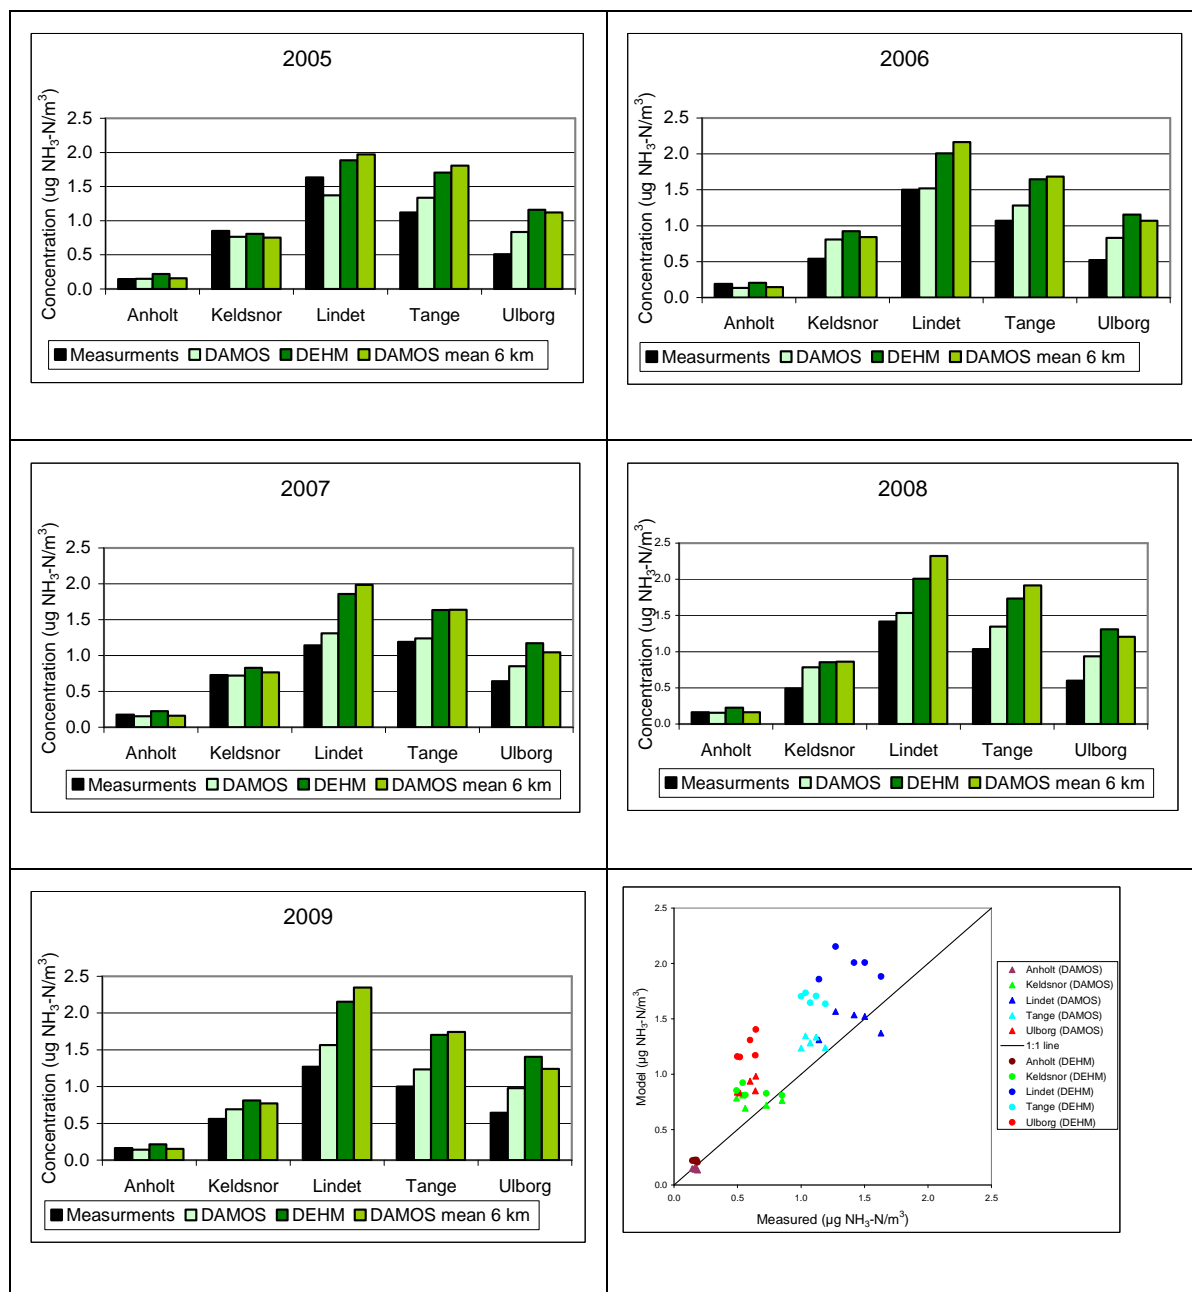 2005
Concentration (ug NH3-N/m3)
2.5
2.0
1.5
1.0
0.5
0.0
Anholt Keldsnor Lindet Tange Ulborg
Measurments DAMOS DEHM DAMOS mean 6 km
2006
Concentration (ug NH3-N/m3)
2.5
2.0
1.5
1.0
0.5
0.0
Anholt Keldsnor Lindet Tange Ulborg
Measurments DAMOS DEHM DAMOS mean 6 km
2007
Concentration (ug NH3-N/m3)
2.5
2.0
1.5
1.0
0.5
0.0
Anholt Keldsnor Lindet Tange Ulborg
Measurments DAMOS DEHM DAMOS mean 6 km
2008
Concentration (ug NH3-N/m3)
2.5
2.0
1.5
1.0
0.5
0.0
Anholt Keldsnor Lindet Tange Ulborg
Measurments DAMOS DEHM DAMOS mean 6 km
2009
Concentration (ug NH3-N/m3)
2.5
2.0
1.5
1.0
0.5
0.0
Anholt Keldsnor Lindet Tange Ulborg
Measurments DAMOS DEHM DAMOS mean 6 km
Model (µg NH3-N/m3)
2.5
2.0
1.5
1.0
0.5
0.0
0.0 0.5 1.0 1.5 2.0 2.5
Measured (µg NH3-N/m3)
Anholt (DAMOS)
Keldsnor (DAMOS)
Lindet (DAMOS)
Tange (DAMOS)
Ulborg (DAMOS)
1:1 line
Anholt (DEHM)
Keldsnor (DEHM)
Lindet (DEHM)
Tange (DEHM)
Ulborg (DEHM)